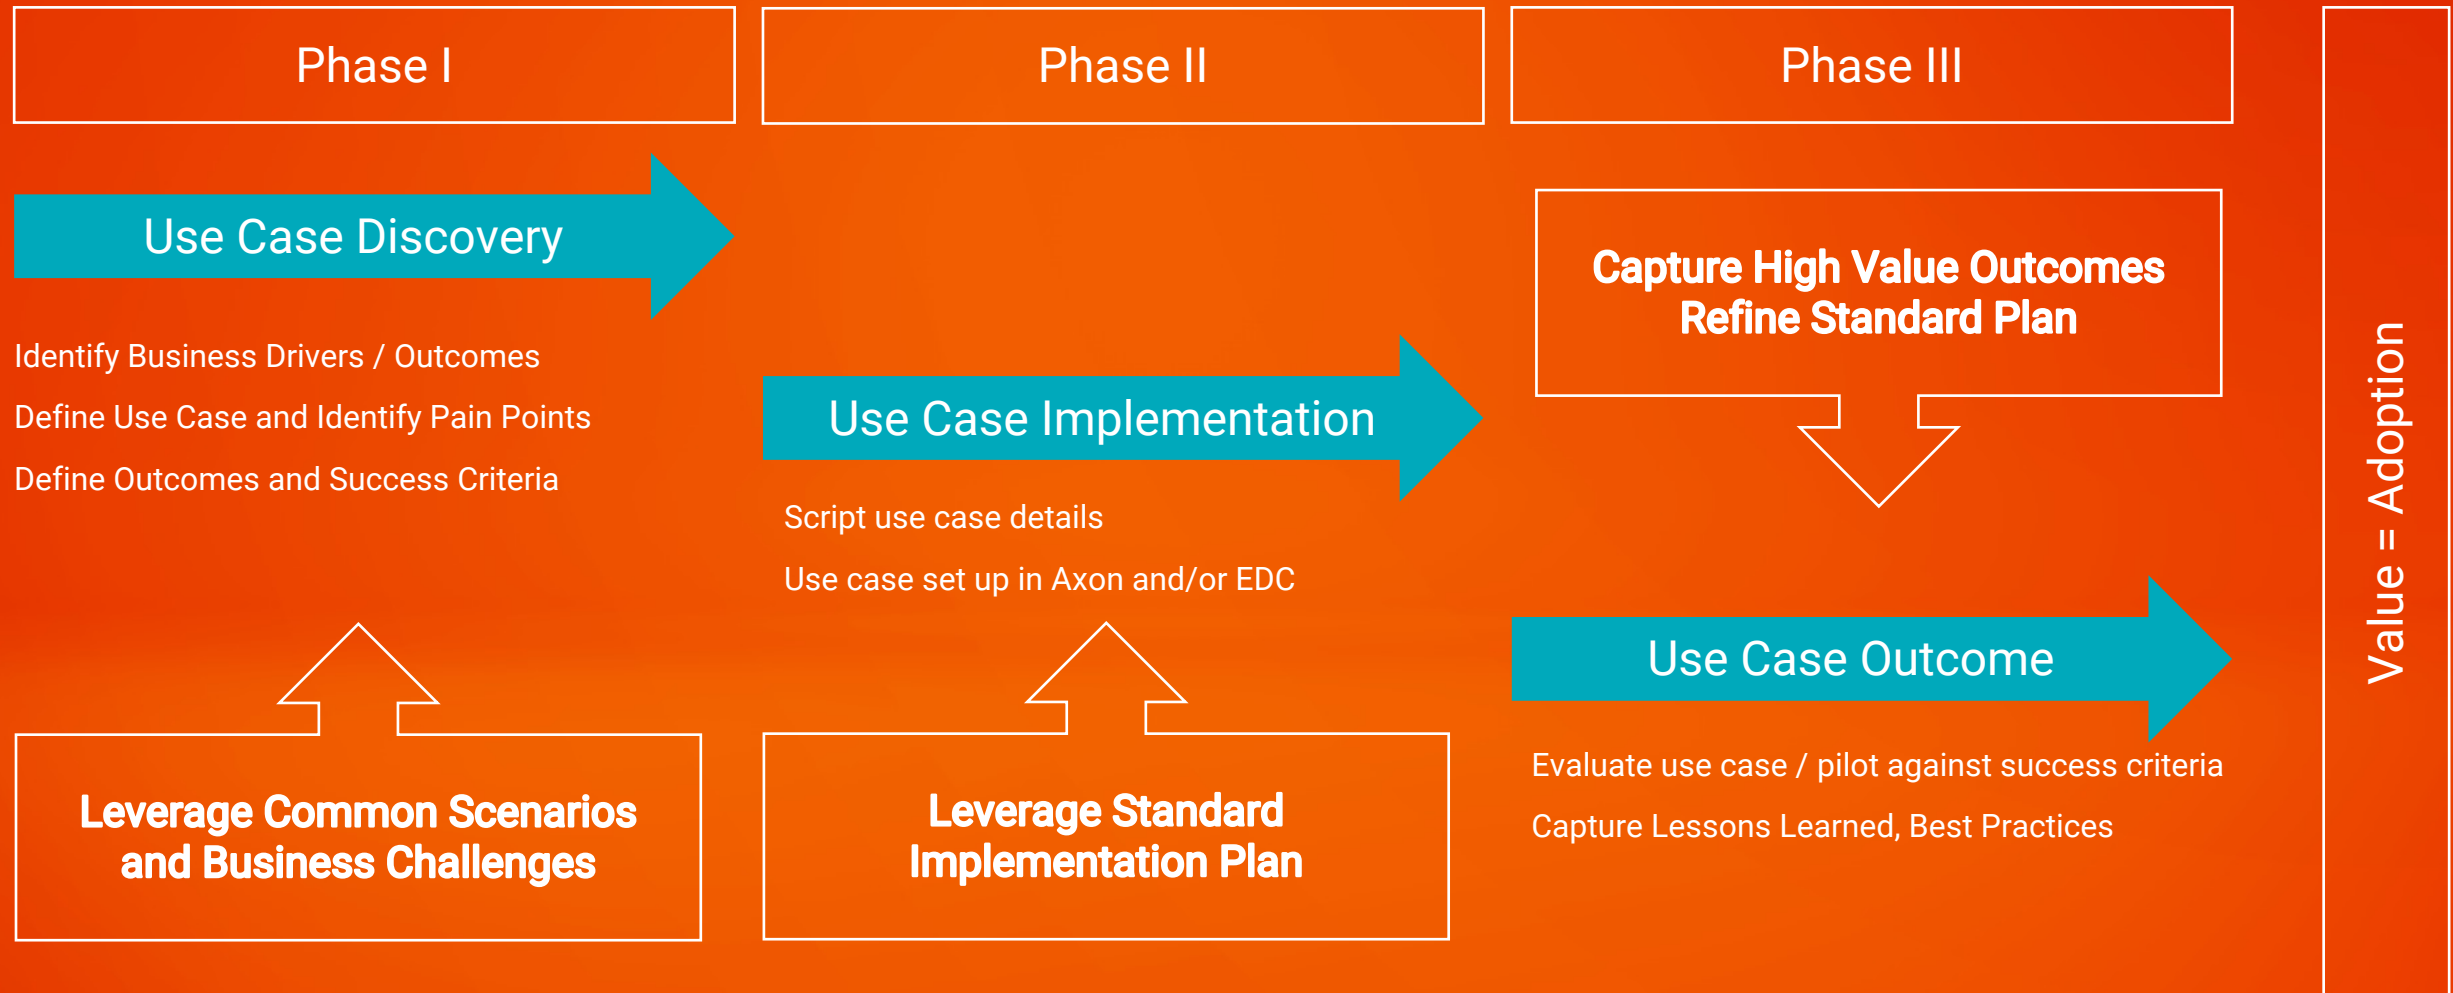 Phase I
Use Case Discovery
Identify Business Drivers / Outcomes
Define Use Case and Identify Pain Points
Define Outcomes and Success Criteria
Leverage Common Scenarios
and Business Challenges
Phase II
Use Case Implementation
Script use case details
Use case set up in Axon and/or EDC
Leverage Standard
Implementation Plan
Phase III
Capture High Value Outcomes
Refine Standard Plan
Use Case Outcome
Evaluate use case / pilot against success criteria
Capture Lessons Learned, Best Practices
Value = Adoption